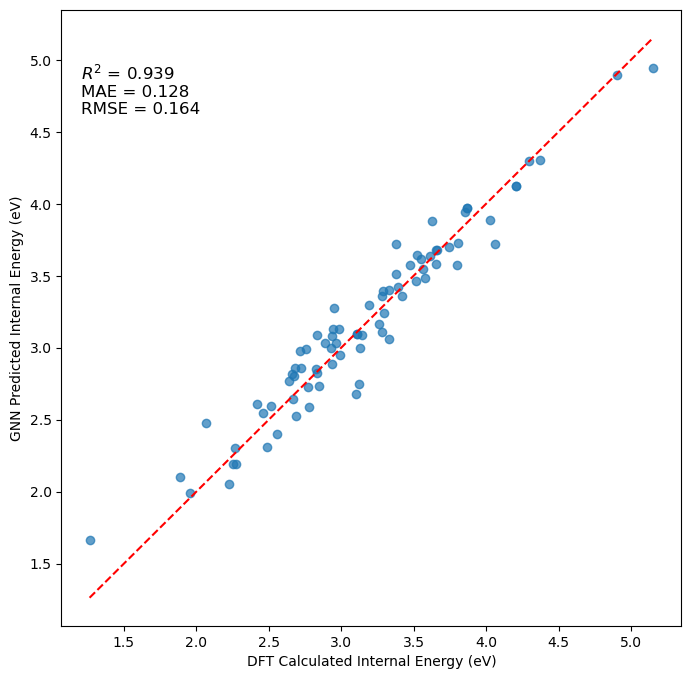 R² = 0.939
MAE = 0.128
RMSE = 0.164
GNN Predicted Internal Energy (eV)
5.0
4.5
4.0
3.5
3.0
2.5
2.0
1.5
1.5 2.0 2.5 3.0 3.5 4.0 4.5 5.0
DFT Calculated Internal Energy (eV)